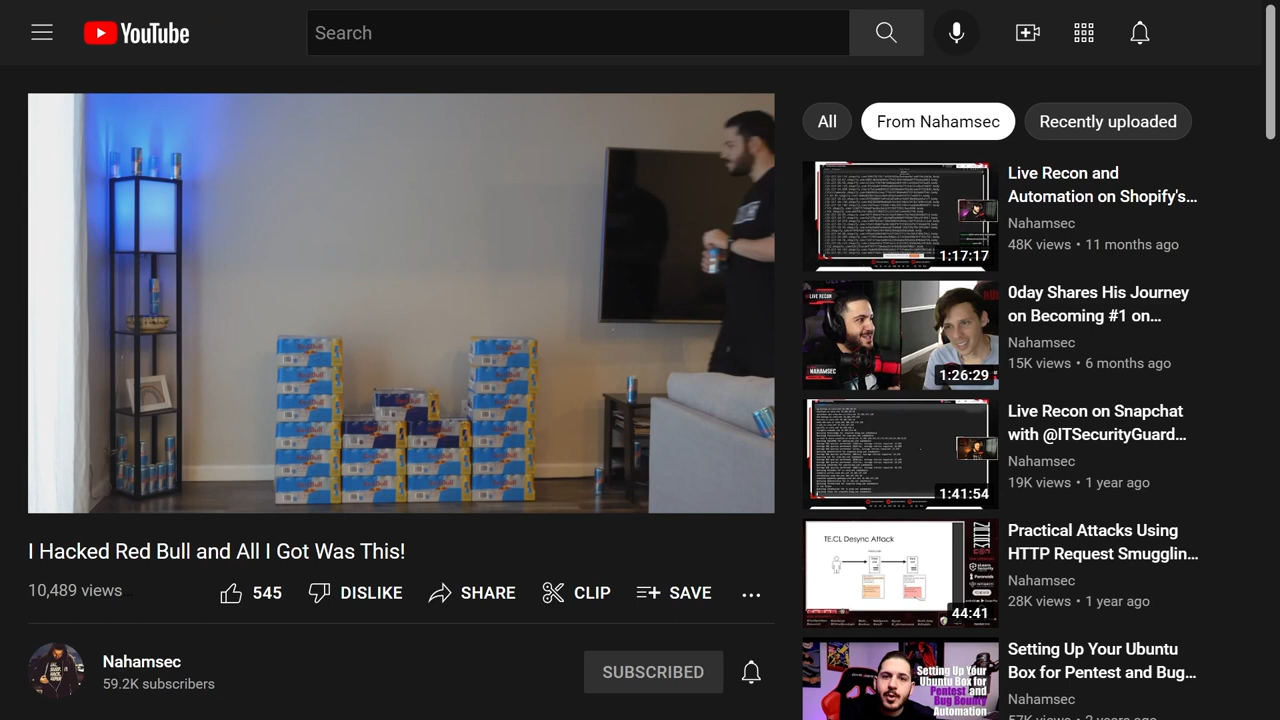 YouTube
Search
All
From Nahamsec
Recently uploaded
1:17:17
Live Recon and
Automation on Shopify's...
Nahamsec
48K views • 11 months ago
LIVE RECON
NAHAMSEC
1:26:29
0day Shares His Journey
on Becoming #1 on...
Nahamsec
15K views • 6 months ago
1:41:54
Live Recon on Snapchat
with @ITSecurityGuard...
Nahamsec
19K views • 1 year ago
TE.CL Desync Attack
44:41
Practical Attacks Using
HTTP Request Smugglin...
Nahamsec
28K views • 1 year ago
Setting Up Your
Ubuntu Box for
Pentest and
Bug Bounty
Automation
Setting Up Your Ubuntu
Box for Pentest and Bug...
Nahamsec
I Hacked Red Bull and All I Got Was This!
10,489 views
545
DISLIKE
SHARE
CLIP
SAVE
Nahamsec
59.2K subscribers
SUBSCRIBED